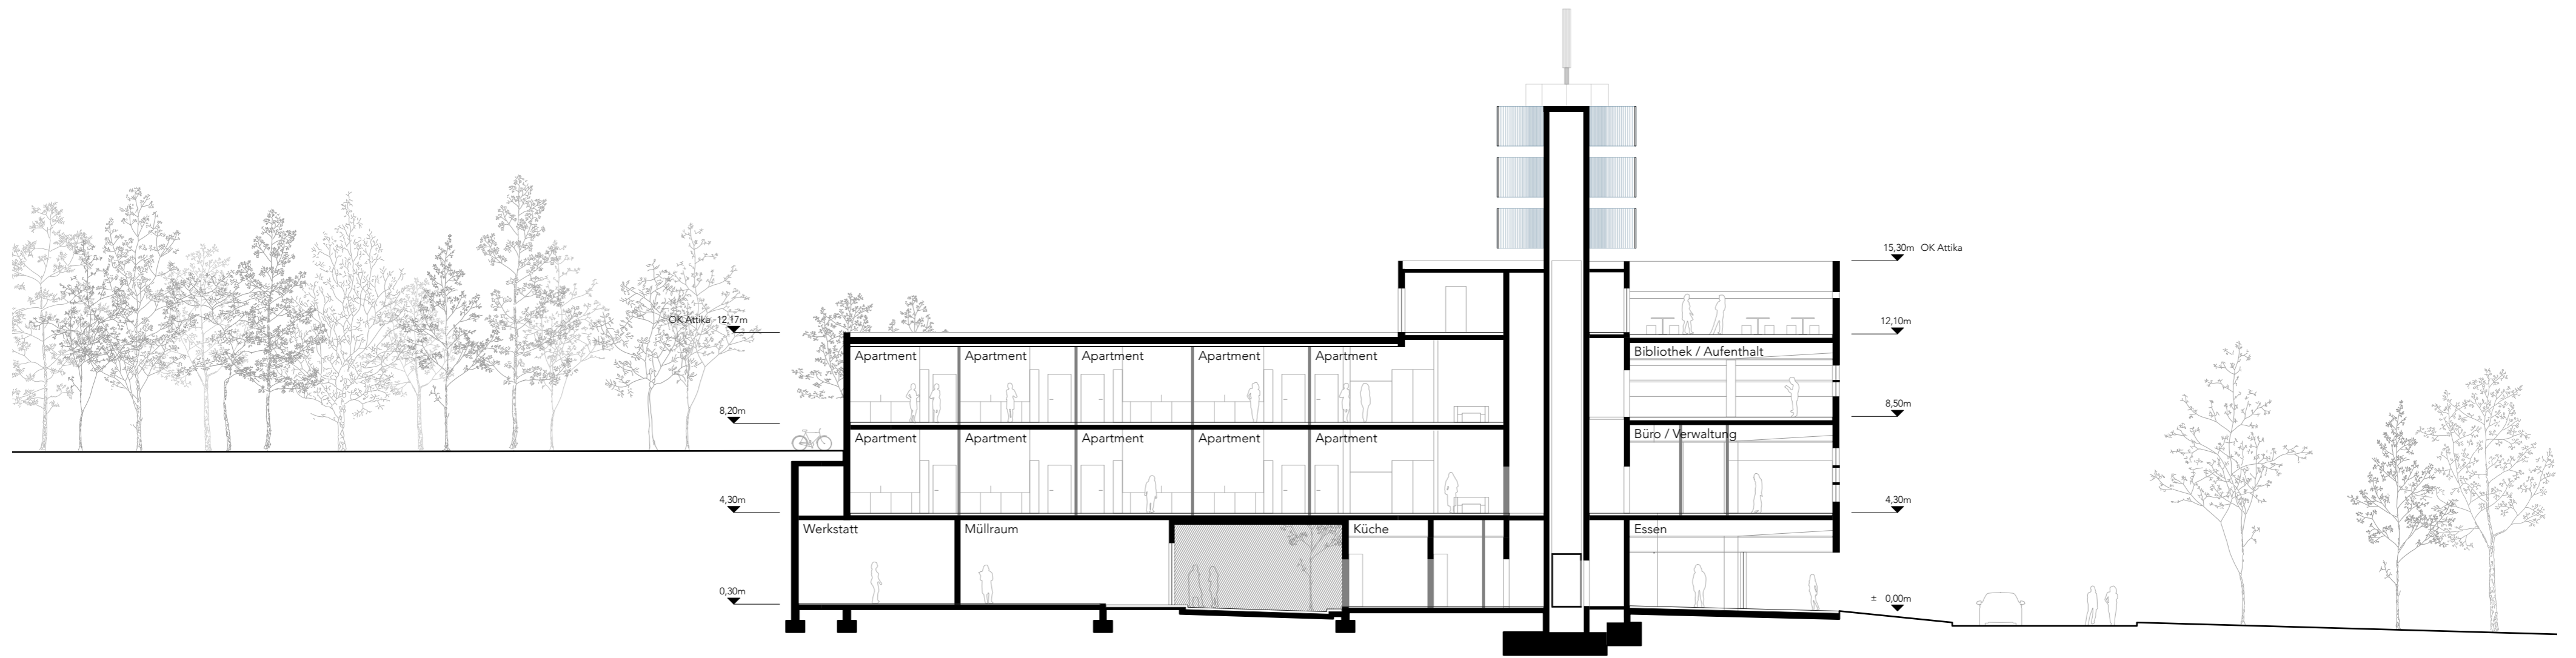 15,30m OK Attika
OK Attika 12,17m
12,10m
Apartment Apartment Apartment Apartment Apartment Bibliothek / Aufenthalt
8,20m
8,50m
Apartment Apartment Apartment Apartment Apartment Büro / Verwaltung
4,30m
4,30m
Werkstatt Müllraum Küche Essen
0,30m
± 0,00m